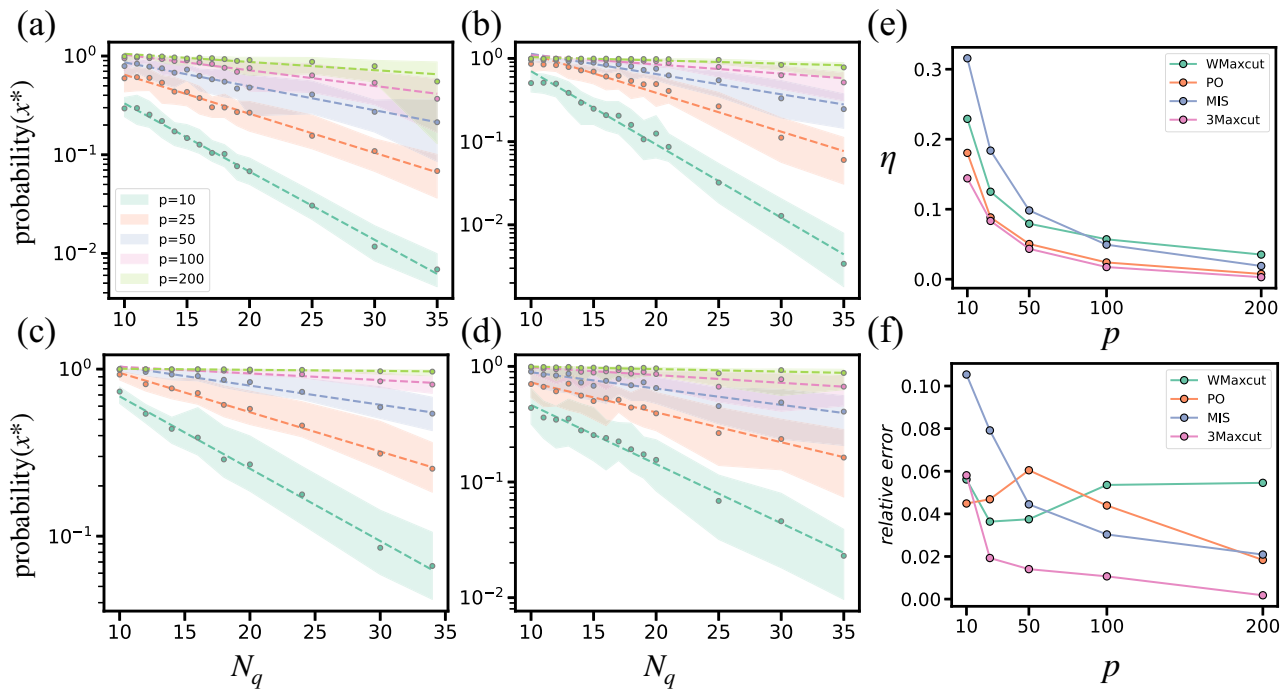 (a)
probability(x*)
10⁰
10⁻¹
10⁻²
p=10
p=25
p=50
p=100
p=200
10 15 20 25 30 35
(b)
10⁰
10⁻¹
10⁻²
10 15 20 25 30 35
(e)
η
0.3
0.2
0.1
0.0
WMaxcut
PO
MIS
3Maxcut
10 50 100 200
p
(c)
probability(x*)
10⁰
10⁻¹
10 15 20 25 30
N_q
(d)
10⁰
10⁻¹
10⁻²
10 15 20 25 30 35
N_q
(f)
relative error
0.10
0.08
0.06
0.04
0.02
0.00
WMaxcut
PO
MIS
3Maxcut
10 50 100 200
p